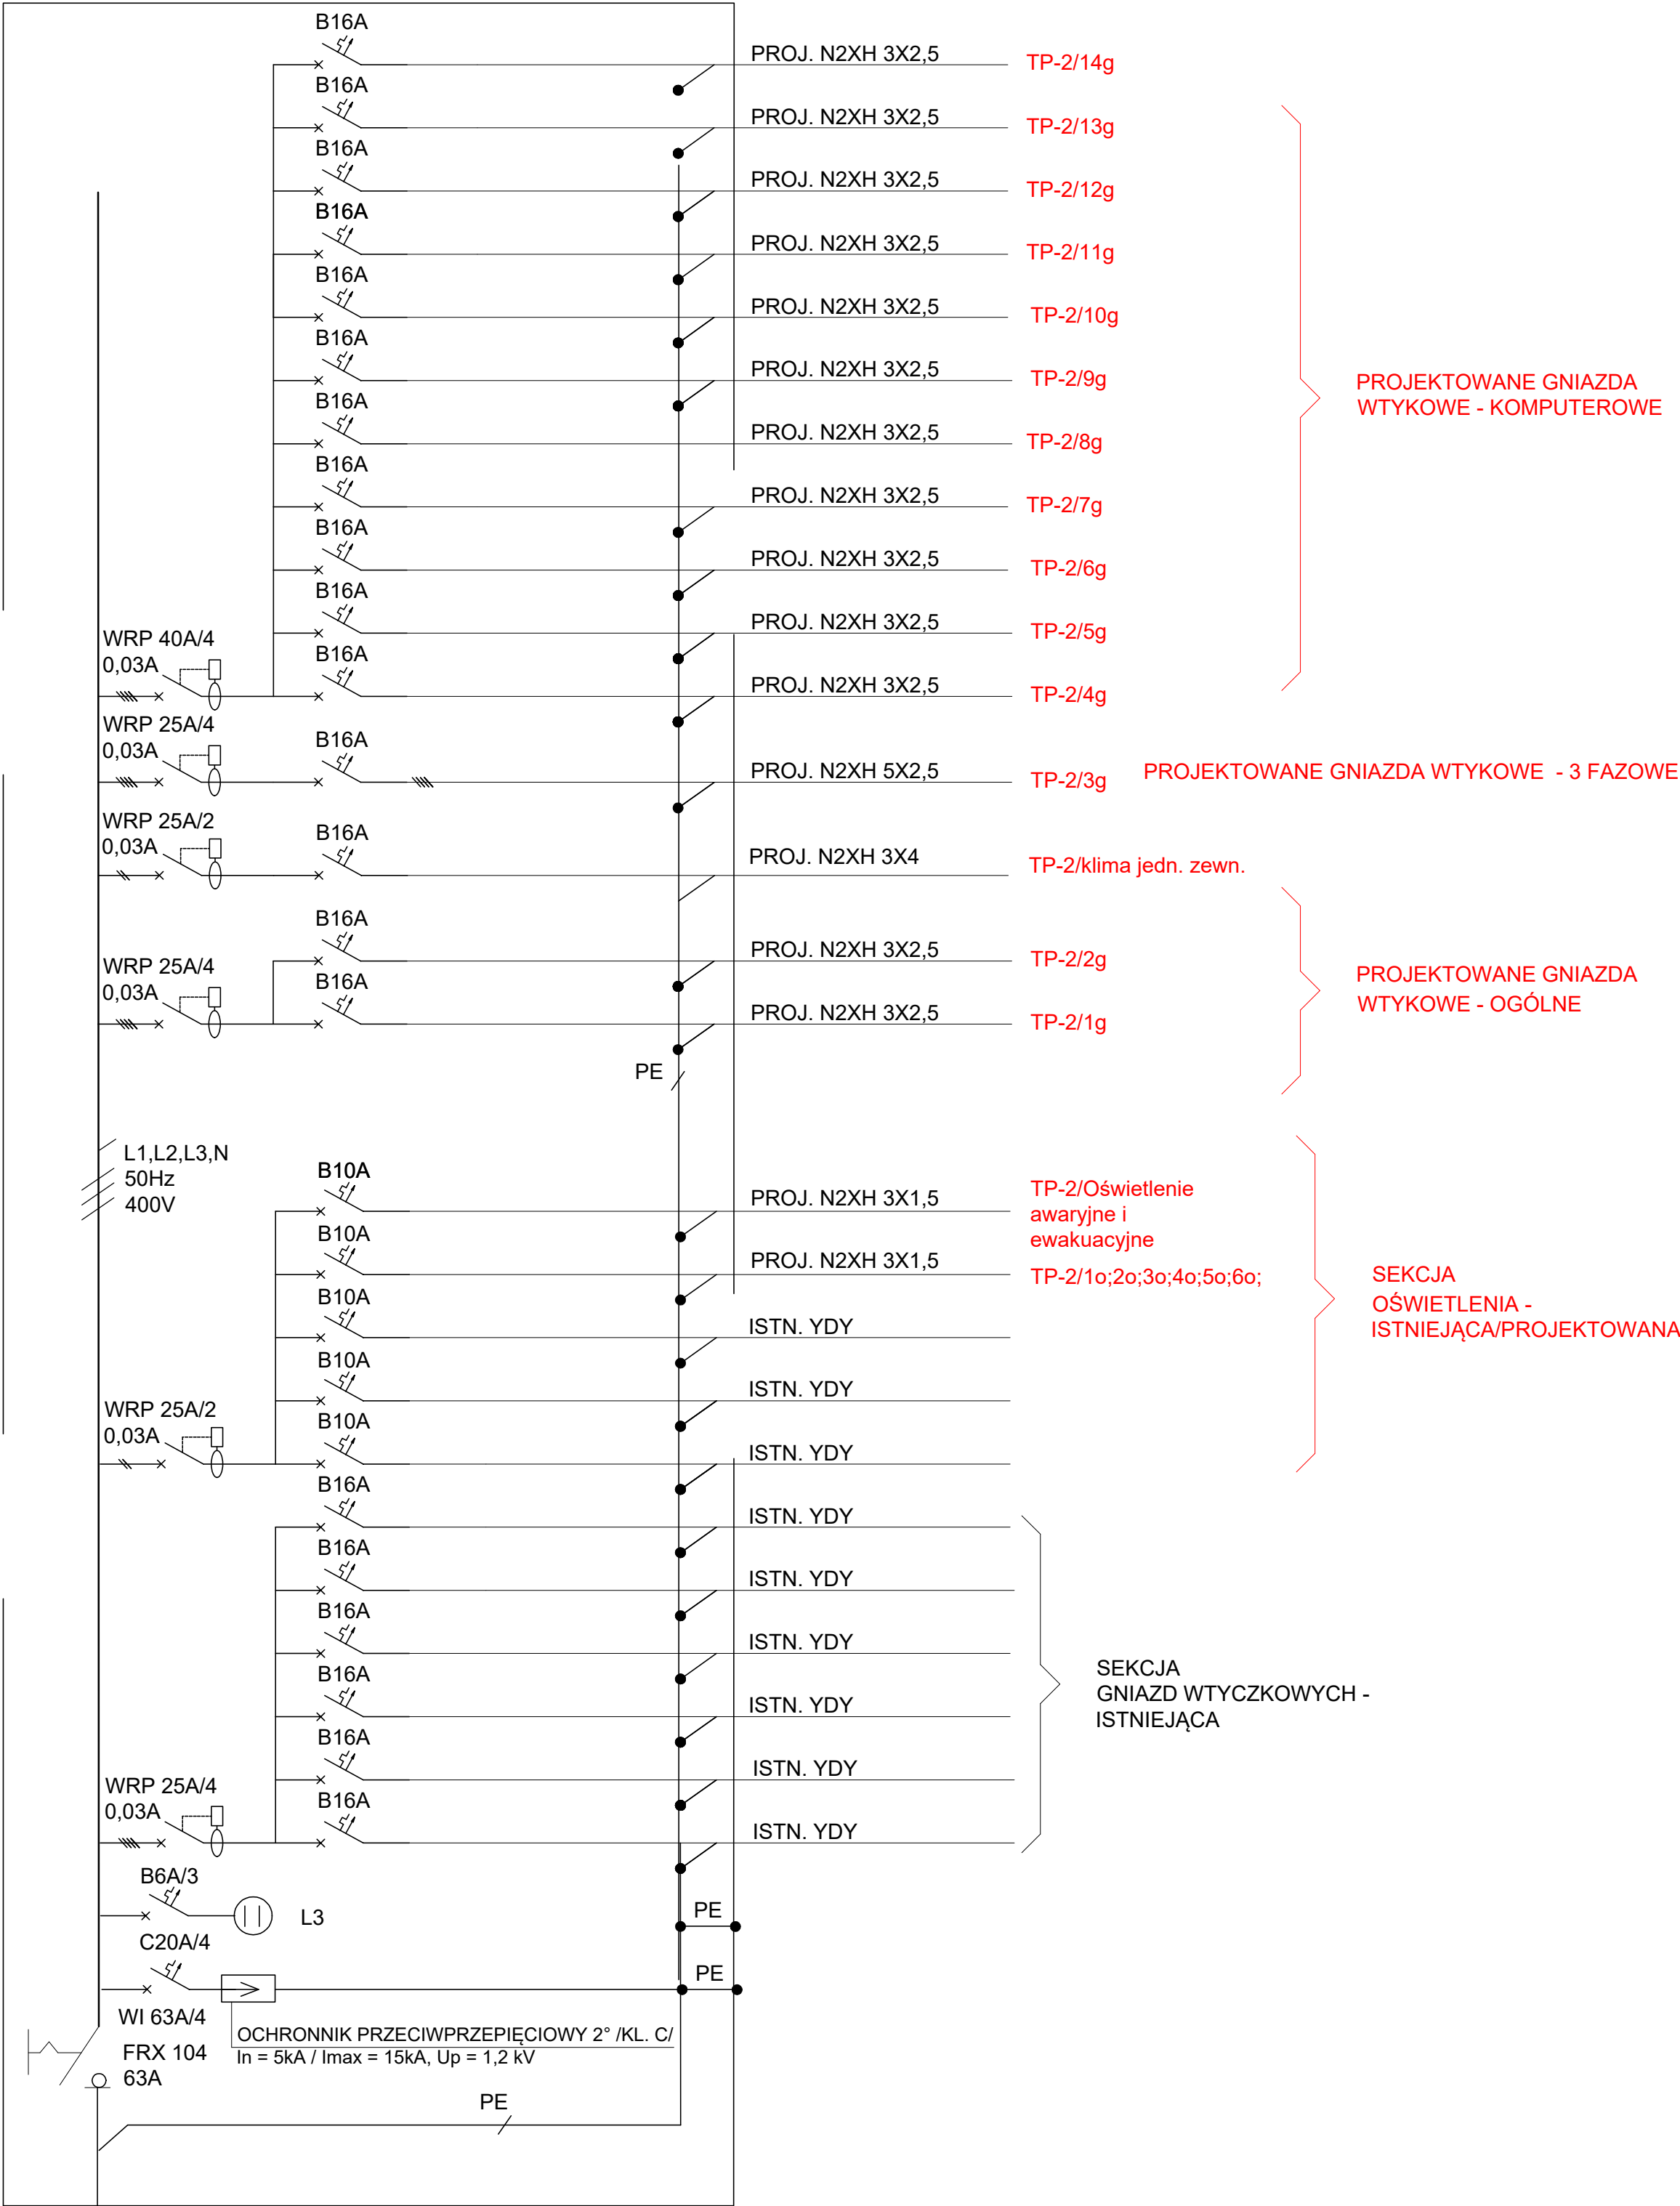 B16A
PROJ. N2XH 3X2,5
TP-2/14g
B16A
PROJ. N2XH 3X2,5
TP-2/13g
B16A
PROJ. N2XH 3X2,5
TP-2/12g
B16A
PROJ. N2XH 3X2,5
TP-2/11g
B16A
PROJ. N2XH 3X2,5
TP-2/10g
B16A
PROJ. N2XH 3X2,5
TP-2/9g
PROJEKTOWANE GNIAZDA
WTYKOWE - KOMPUTEROWE
B16A
PROJ. N2XH 3X2,5
TP-2/8g
B16A
PROJ. N2XH 3X2,5
TP-2/7g
B16A
PROJ. N2XH 3X2,5
TP-2/6g
B16A
PROJ. N2XH 3X2,5
TP-2/5g
WRP 40A/4
0,03A
B16A
PROJ. N2XH 3X2,5
TP-2/4g
WRP 25A/4
0,03A
B16A
PROJ. N2XH 5X2,5
TP-2/3g
PROJEKTOWANE GNIAZDA WTYKOWE - 3 FAZOWE
WRP 25A/2
0,03A
B16A
PROJ. N2XH 3X4
TP-2/klima jedn. zewn.
B16A
PROJ. N2XH 3X2,5
TP-2/2g
WRP 25A/4
0,03A
B16A
PROJ. N2XH 3X2,5
TP-2/1g
PROJEKTOWANE GNIAZDA
WTYKOWE - OGÓLNE
PE
L1,L2,L3,N
50Hz
400V
B10A
PROJ. N2XH 3X1,5
TP-2/Oświetlenie
awaryjne i
ewakuacyjne
B10A
PROJ. N2XH 3X1,5
TP-2/1o;2o;3o;4o;5o;6o;
SEKCJA
OŚWIETLENIA -
ISTNIEJĄCA/PROJEKTOWANA
B10A
ISTN. YDY
B10A
ISTN. YDY
WRP 25A/2
0,03A
B10A
ISTN. YDY
B16A
ISTN. YDY
B16A
ISTN. YDY
B16A
ISTN. YDY
SEKCJA
GNIAZD WTYCZKOWYCH -
ISTNIEJĄCA
B16A
ISTN. YDY
B16A
ISTN. YDY
WRP 25A/4
0,03A
B16A
ISTN. YDY
B6A/3
L3
PE
C20A/4
PE
WI 63A/4
FRX 104
63A
OCHRONNIK PRZECIWPRZEPIĘCIOWY 2° /KL. C/
In = 5kA / Imax = 15kA, Up = 1,2 kV
PE